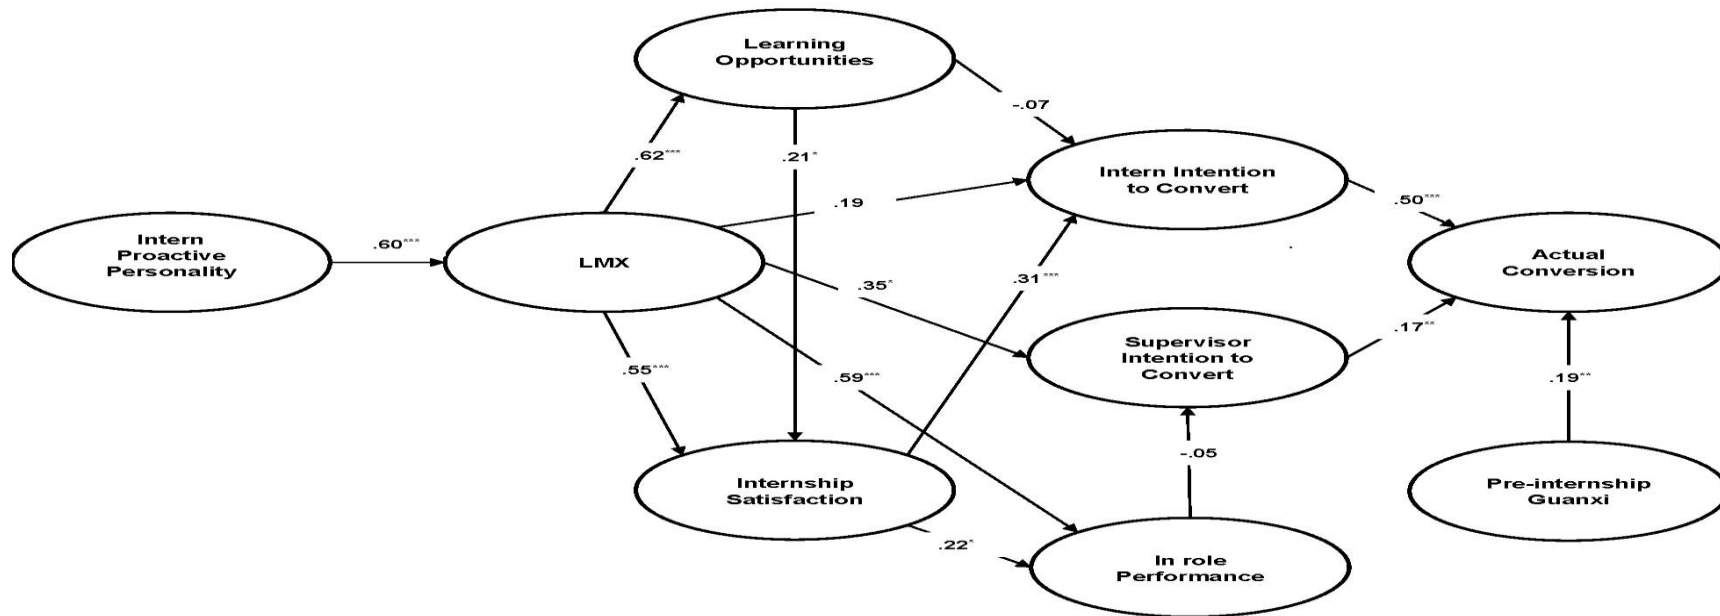 Learning
Opportunities
-.07
.62***
.21*
Intern Intention
to Convert
.19
.50***
Intern
Proactive
Personality
.60***
LMX
.35*
.31***
Actual
Conversion
Supervisor
Intention to
Convert
.17**
.55***
.59***
.19**
-.05
Internship
Satisfaction
Pre-internship
Guanxi
.22*
In role
Performance